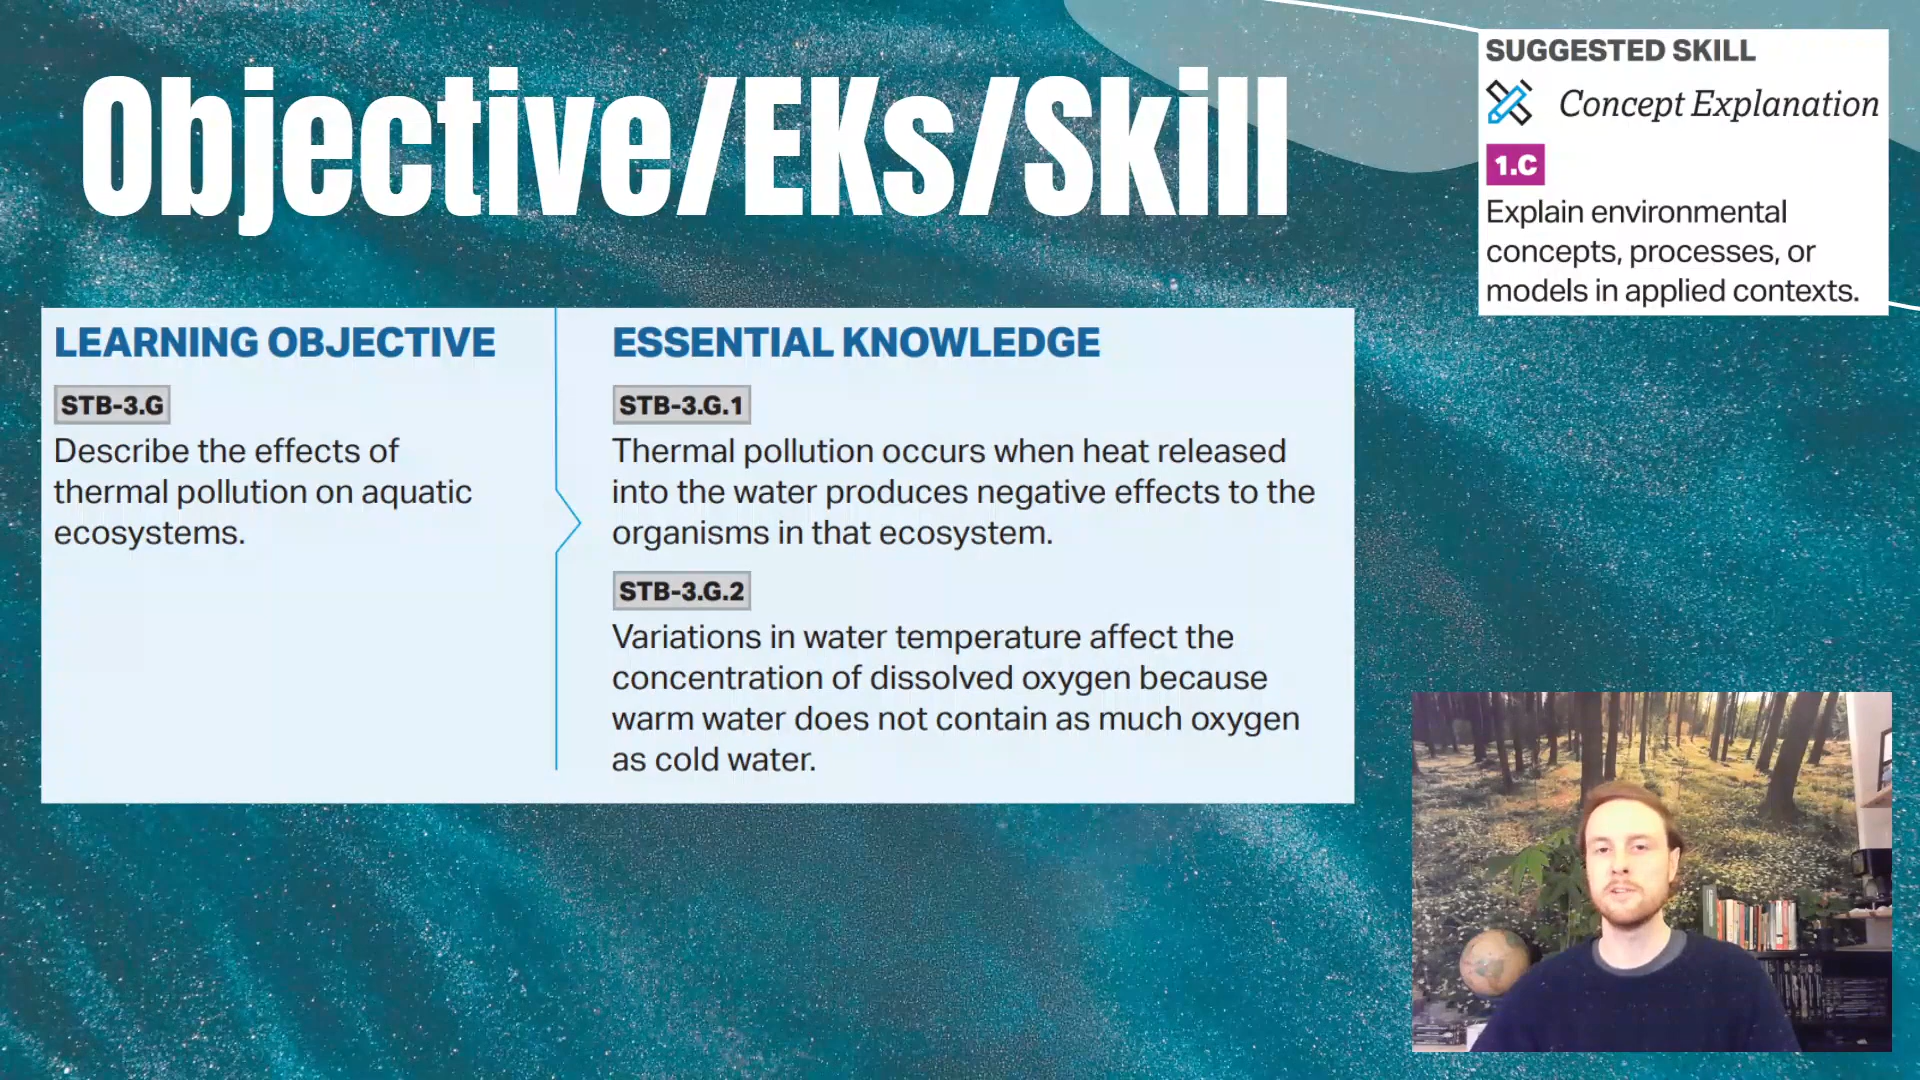 Objective/EKs/Skill
SUGGESTED SKILL
Concept Explanation
1.C
Explain environmental
concepts, processes, or
models in applied contexts.
LEARNING OBJECTIVE
STB-3.G
Describe the effects of
thermal pollution on aquatic
ecosystems.
ESSENTIAL KNOWLEDGE
STB-3.G.1
Thermal pollution occurs when heat released
into the water produces negative effects to the
organisms in that ecosystem.
STB-3.G.2
Variations in water temperature affect the
concentration of dissolved oxygen because
warm water does not contain as much oxygen
as cold water.